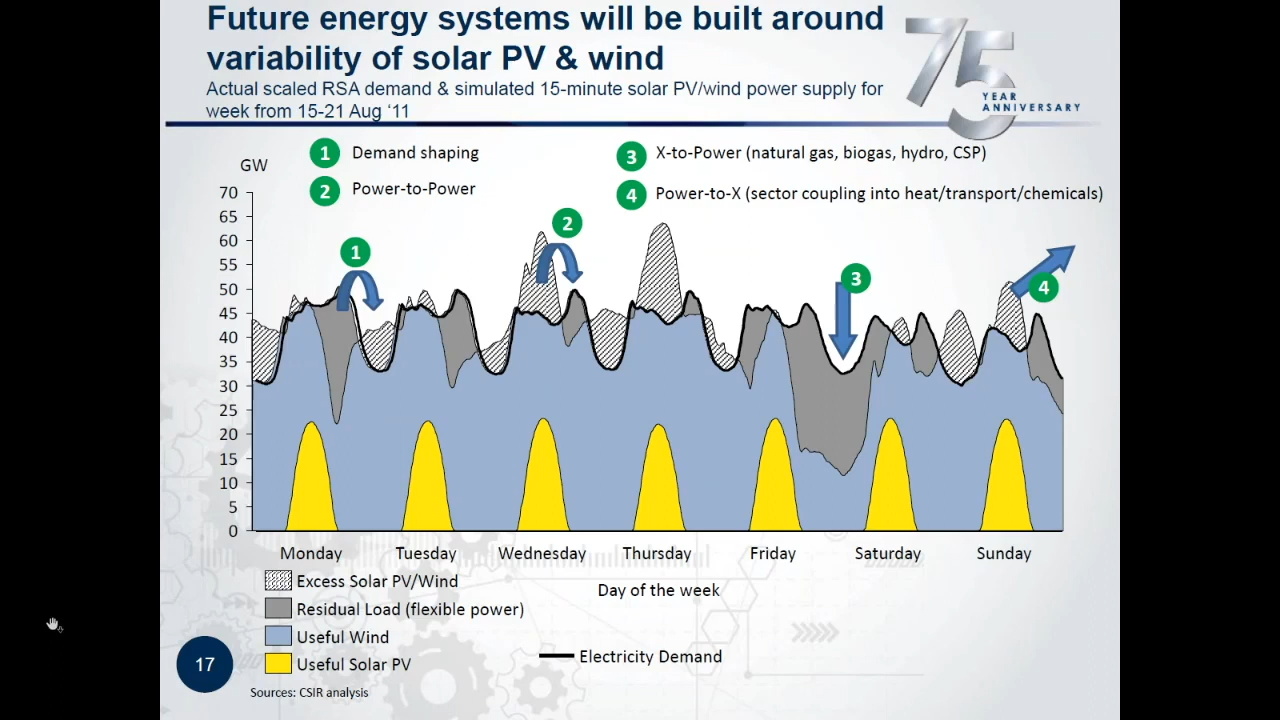 Future energy systems will be built around
variability of solar PV & wind
Actual scaled RSA demand & simulated 15-minute solar PV/wind power supply for
week from 15-21 Aug ‘11
75
YEAR
ANNIVERSARY
1 Demand shaping
2 Power-to-Power
3 X-to-Power (natural gas, biogas, hydro, CSP)
4 Power-to-X (sector coupling into heat/transport/chemicals)
GW
70
65
60
55
50
45
40
35
30
25
20
15
10
5
0
1
2
3
4
Monday Tuesday Wednesday Thursday Friday Saturday Sunday
Day of the week
Excess Solar PV/Wind
Residual Load (flexible power)
Useful Wind
Useful Solar PV
Electricity Demand
17
Sources: CSIR analysis